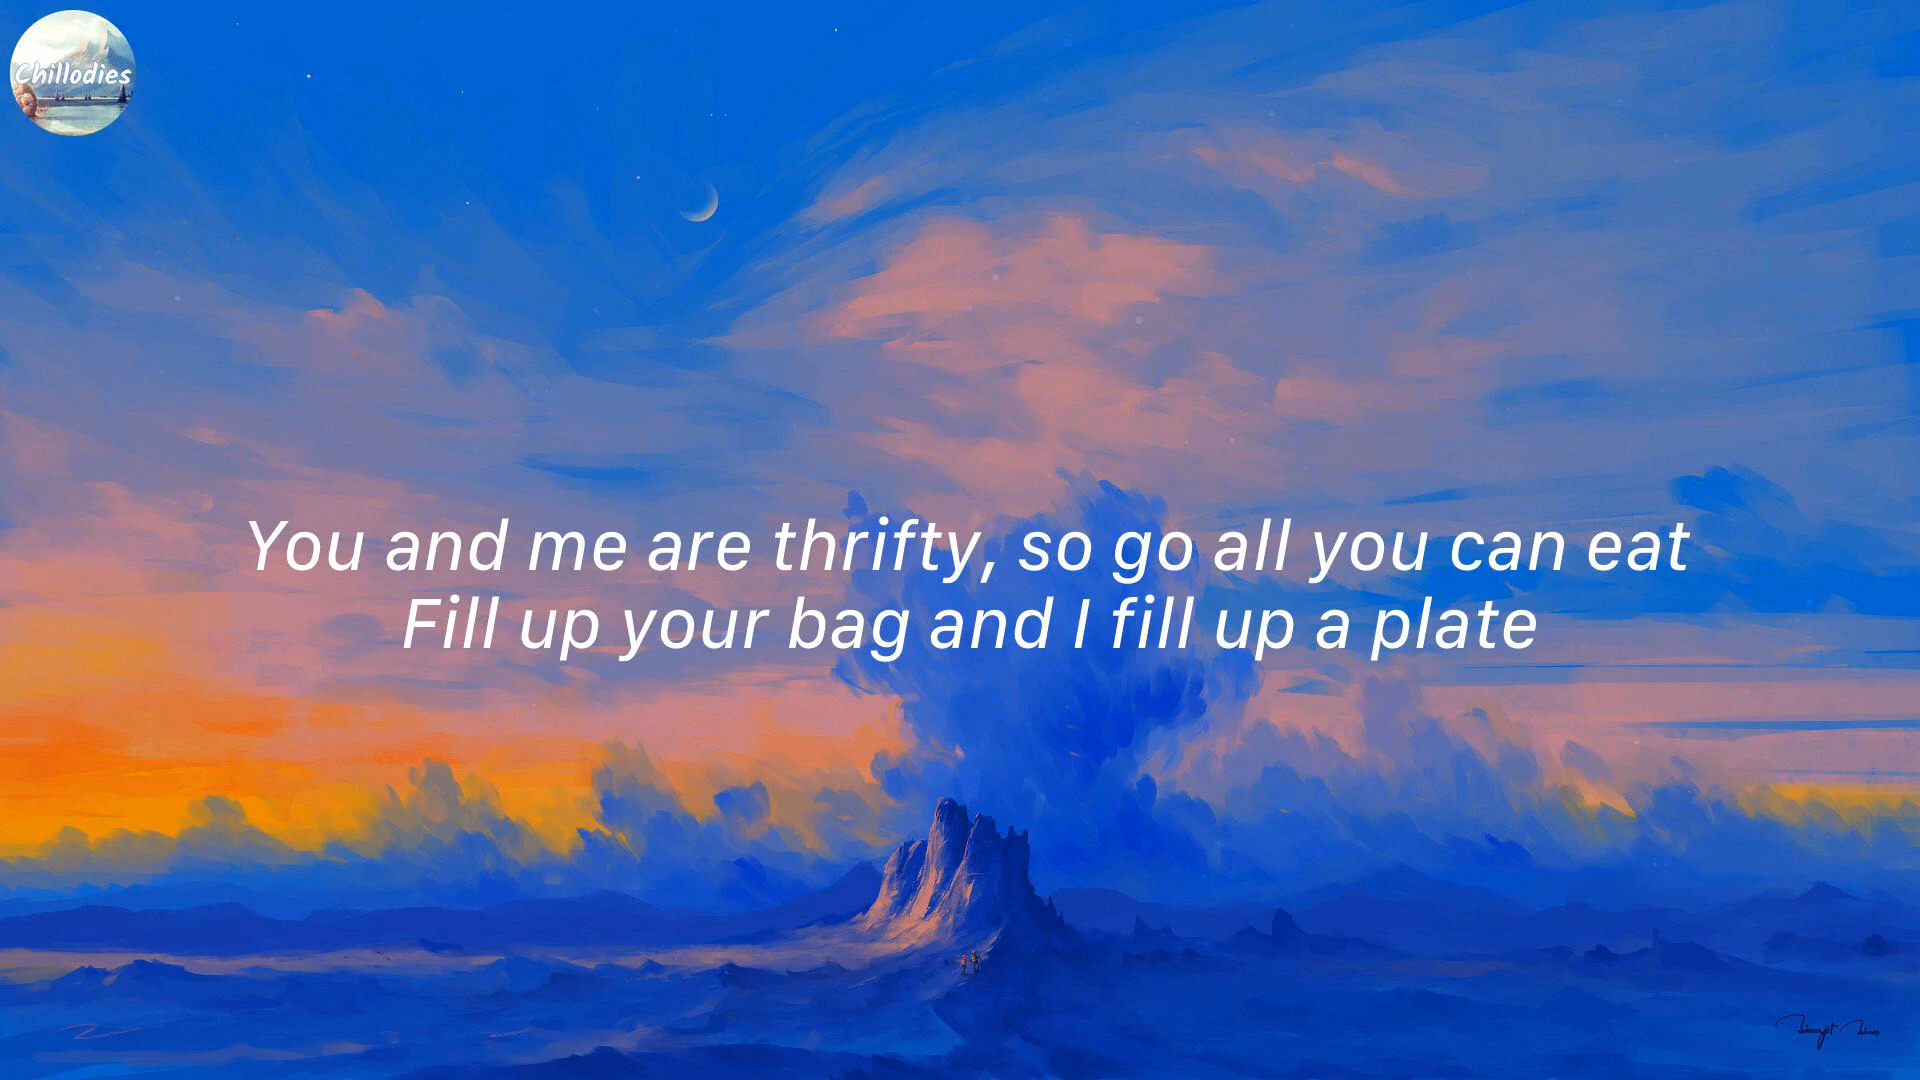 Chillodies
You and me are thrifty, so go all you can eat
Fill up your bag and I fill up a plate